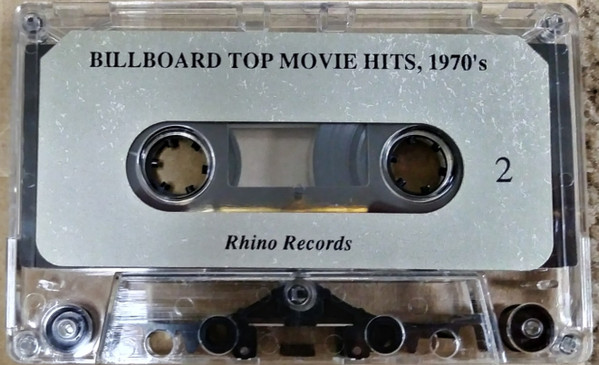 BILLBOARD TOP MOVIE HITS, 1970's
2
Rhino Records